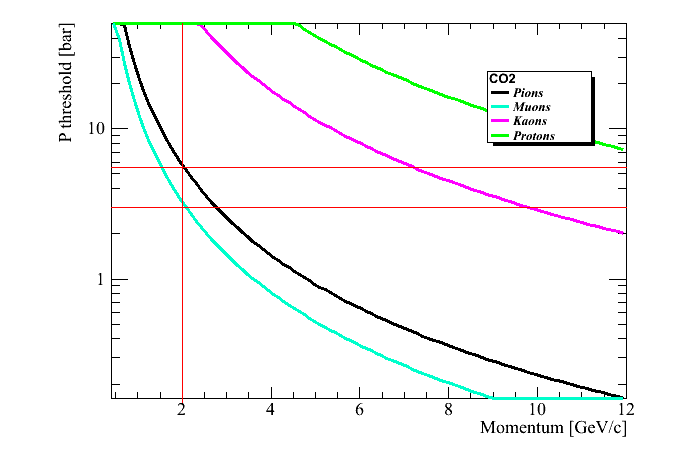 P threshold [bar]
CO2
Pions
Muons
Kaons
Protons
10
1
2 4 6 8 10 12
Momentum [GeV/c]